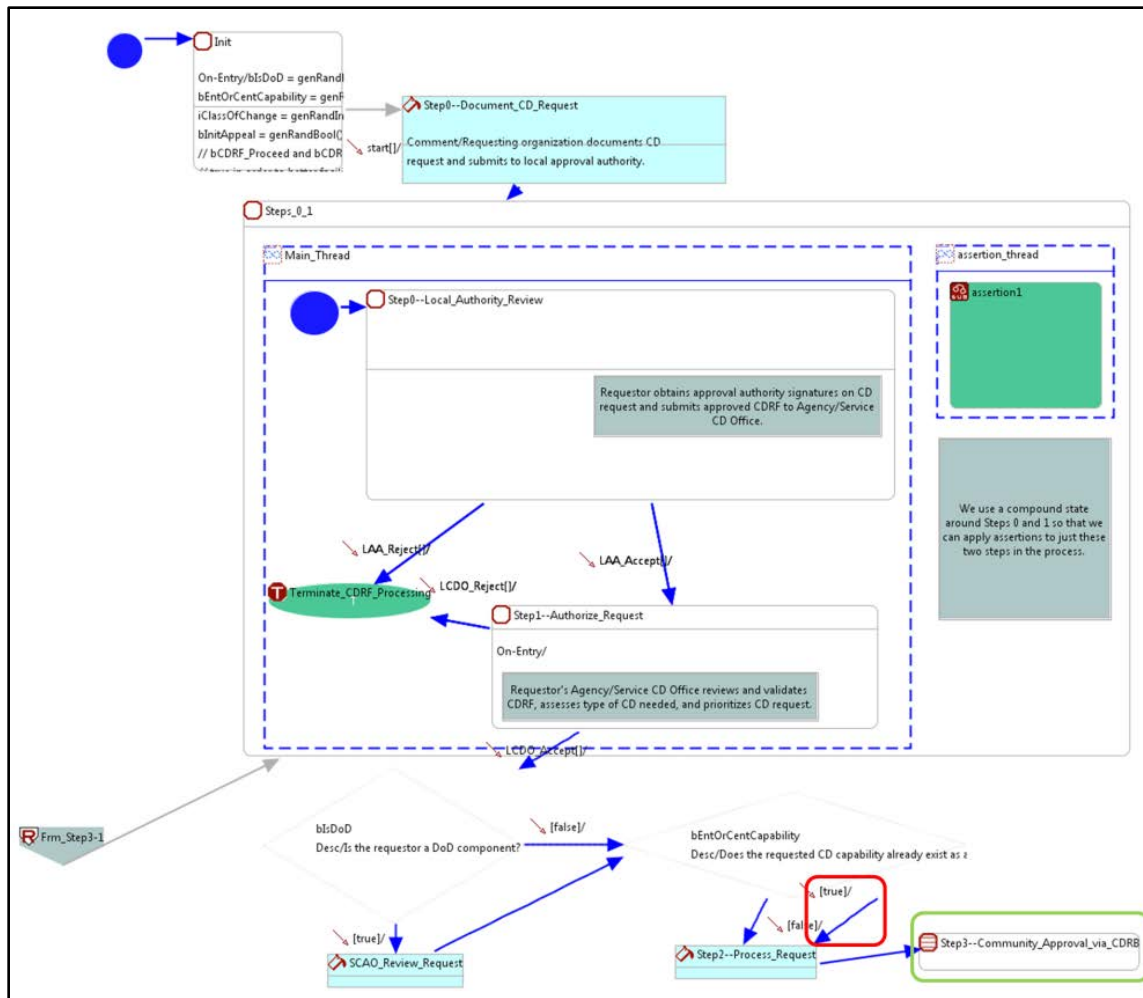 Init
On-Entry/bIsDoD = genRandI
bEntOrCentCapability = genF
iClassOfChange = genRandIn
bInitAppeal = genRandBool()
// bCDRF_Proceed and bCDR
start[]/
Step0--Document_CD_Request
Comment/Requesting organization documents CD
request and submits to local approval authority.
Steps_0_1
Main_Thread
assertion_thread
Step0--Local_Authority_Review
assertion1
Requestor obtains approval authority signatures on CD
request and submits approved CDRF to Agency/Service
CD Office.
We use a compound state
around Steps 0 and 1 so that we
can apply assertions to just these
two steps in the process.
LAA_Reject[]/
LAA_Accept[]/
T
Terminate_CDRF_Processing
LCDO_Reject[]/
Step1--Authorize_Request
On-Entry/
Requestor's Agency/Service CD Office reviews and validates
CDRF, assesses type of CD needed, and prioritizes CD request.
LCDO_Accept[]/
R
Frm_Step3-1
bIsDoD
Desc/Is the requestor a DoD component?
[false]/
bEntOrCentCapability
Desc/Does the requested CD capability already exist as a
[true]/
[false]/
[true]/
SCAO_Review_Request
Step2--Process_Request
Step3--Community_Approval_via_CDRB